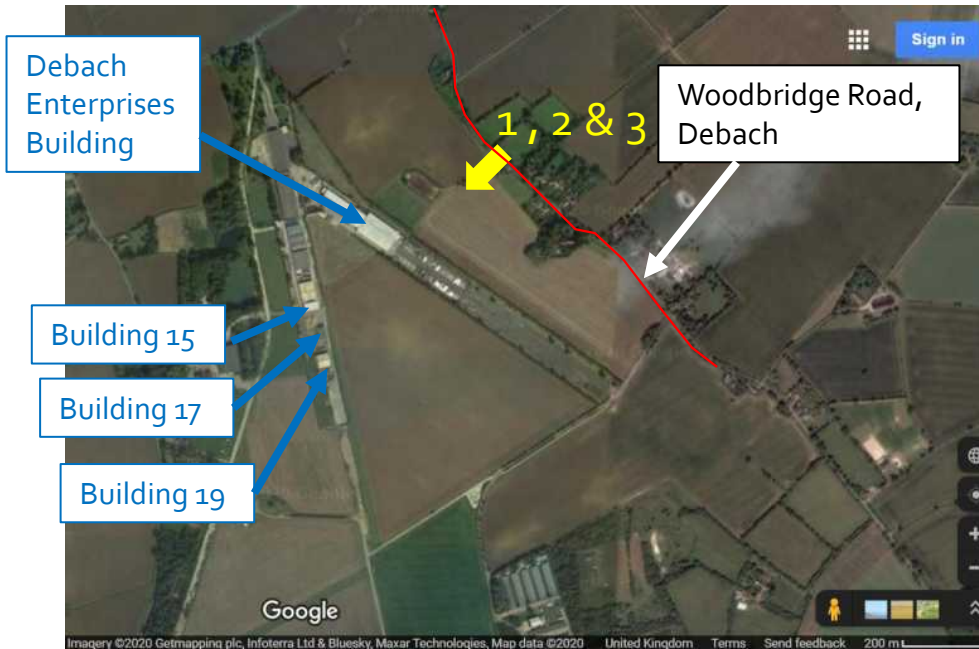 Sign in
Debach
Enterprises
Building
1, 2 & 3
Woodbridge Road,
Debach
Building 15
Building 17
Building 19
Google
Imagery ©2020 Getmapping plc, Infoterra Ltd & Bluesky, Maxar Technologies, Map data ©2020 United Kingdom Terms Send feedback 200 m